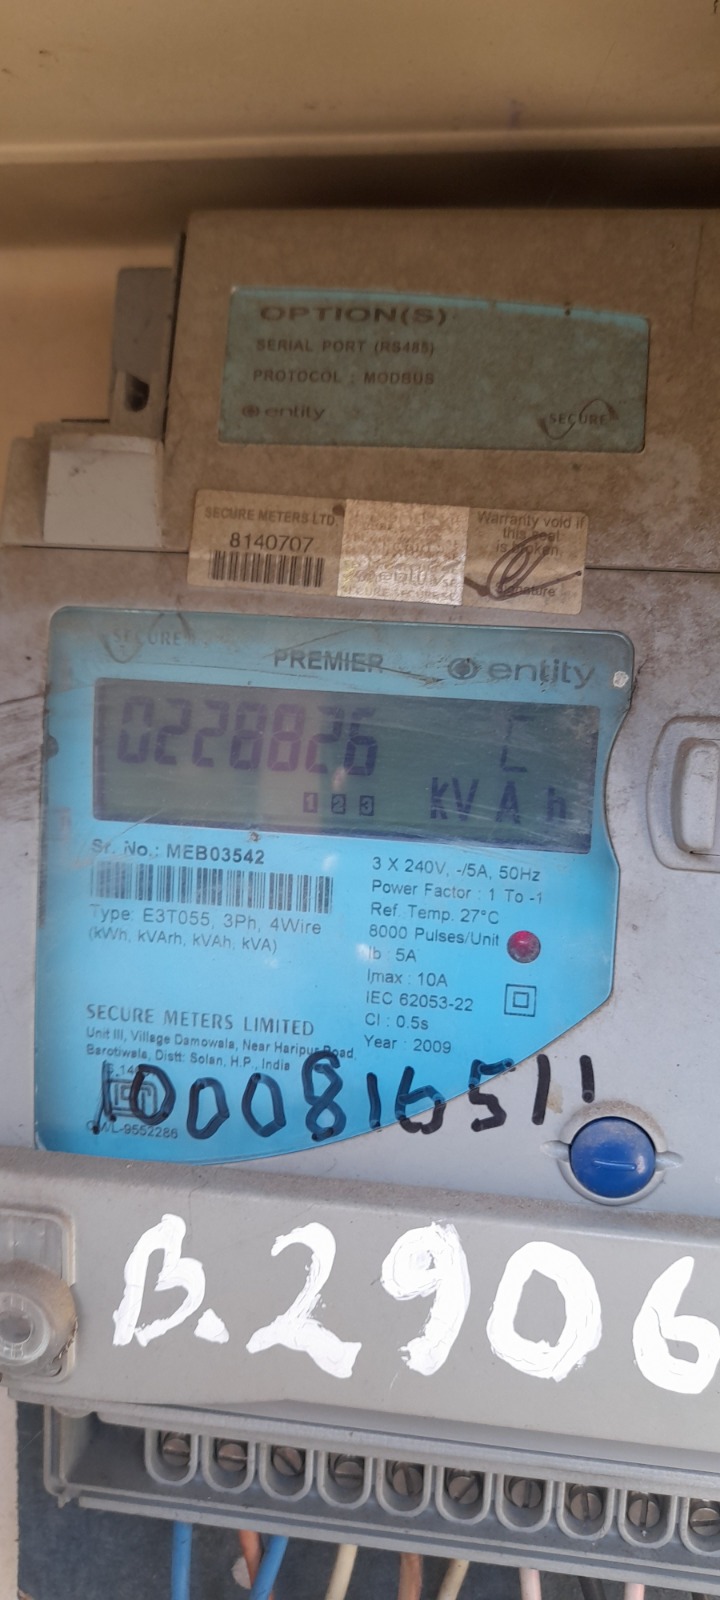 OPTION(S)
SERIAL PORT (RS485)
PROTOCOL : MODBUS
entity
SECURE
SECURE METERS LTD.
8140707
Warranty void if
this seal
is broken
signature
SECURE
PREMIER
entity
0228826
1 2 3
kVAh
Sr. No.: MEB03542
Type: E3T055, 3Ph, 4Wire
(kWh, kVArh, kVAh, kVA)
3 X 240V, -/5A, 50Hz
Power Factor : 1 To -1
Ref. Temp. 27°C
8000 Pulses/Unit
Ib : 5A
Imax : 10A
IEC 62053-22
Cl : 0.5s
Year : 2009
SECURE METERS LIMITED
Unit III, Village Damowala, Near Haripur Road,
Barotiwala, Distt: Solan, H.P., India
CM/L-9552286
1000816511
B.2906